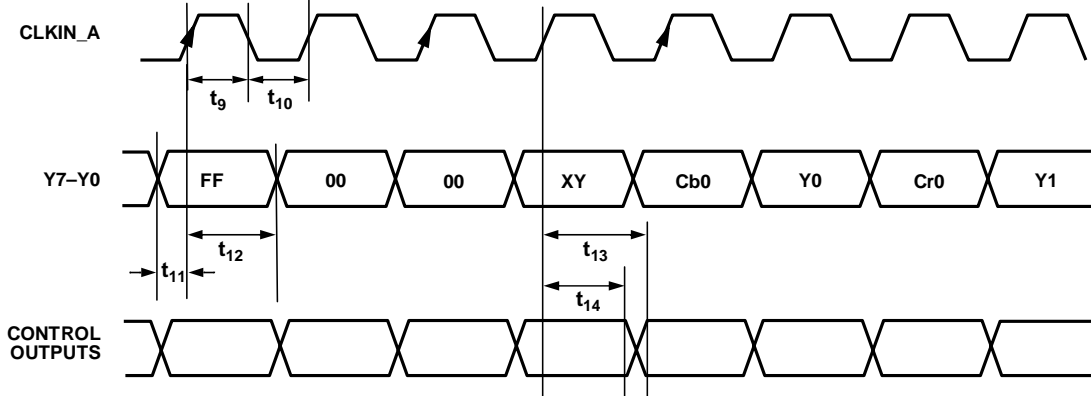 CLKIN_A
t9 t10
Y7–Y0 FF 00 00 XY Cb0 Y0 Cr0 Y1
t12 t13
t11
t14
CONTROL
OUTPUTS